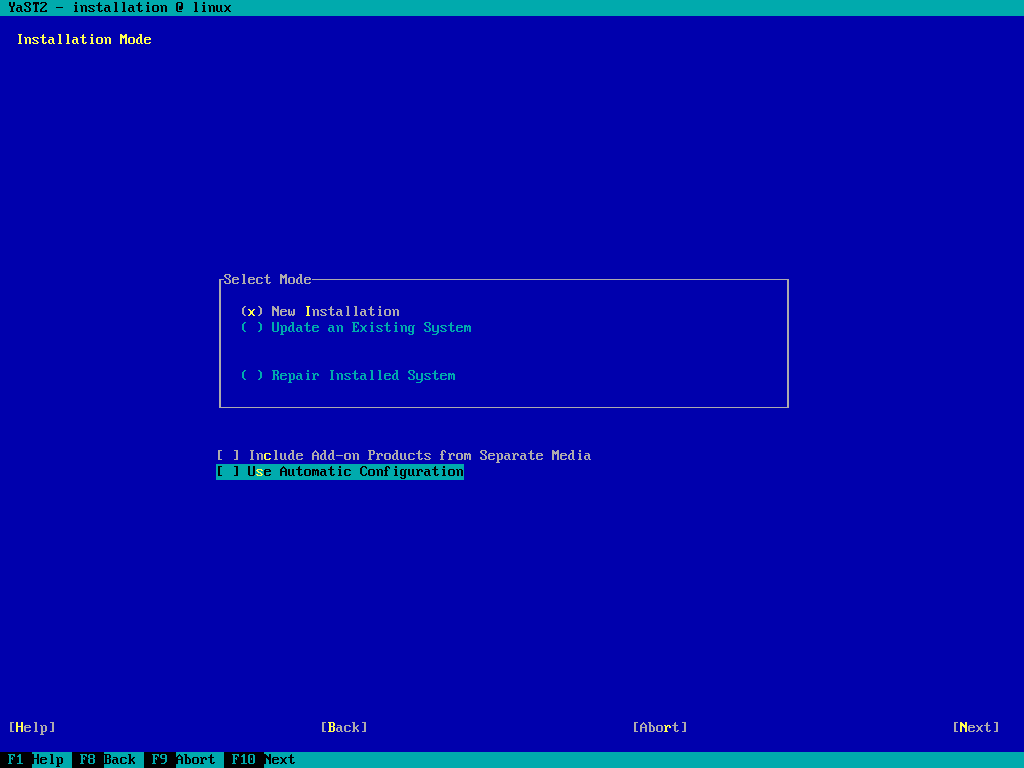 YaST2 - installation @ linux
Installation Mode
Select Mode
(x) New Installation
( ) Update an Existing System
( ) Repair Installed System
[ ] Include Add-on Products from Separate Media
[ ] Use Automatic Configuration
[Help] [Back] [Abort] [Next]
F1 Help F8 Back F9 Abort F10 Next